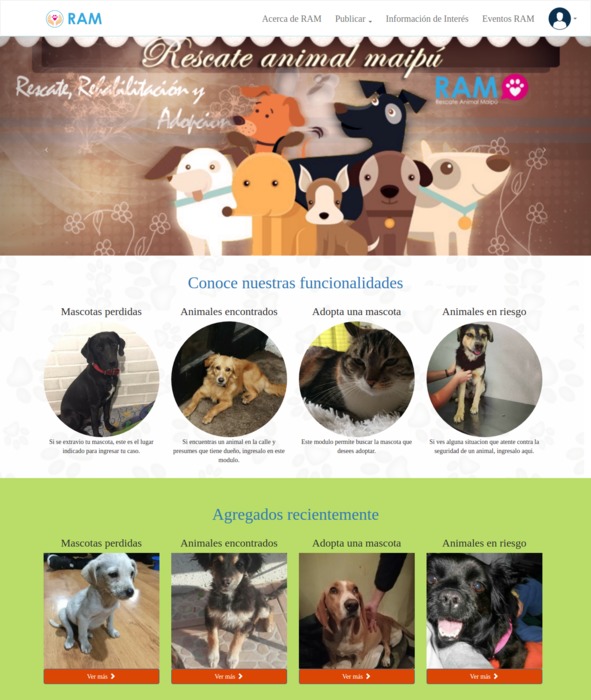 RAM
Acerca de RAM
Publicar
Información de Interés
Eventos RAM
Rescate animal maipú
Rescate, Rehabilitación y
Adopcion
RAM
Rescate Animal Maipú
Conoce nuestras funcionalidades
Mascotas perdidas
Animales encontrados
Adopta una mascota
Animales en riesgo
Si se extravio tu mascota, este es el lugar
indicado para ingresar tu caso.
Si encuentras un animal en la calle y
presumes que tiene dueño, ingresalo en este
modulo.
Este modulo permite buscar la mascota que
desees adoptar.
Si ves alguna situacion que atente contra la
seguridad de un animal, ingresalo aqui.
Agregados recientemente
Mascotas perdidas
Animales encontrados
Adopta una mascota
Animales en riesgo
Ver más
Ver más
Ver más
Ver más